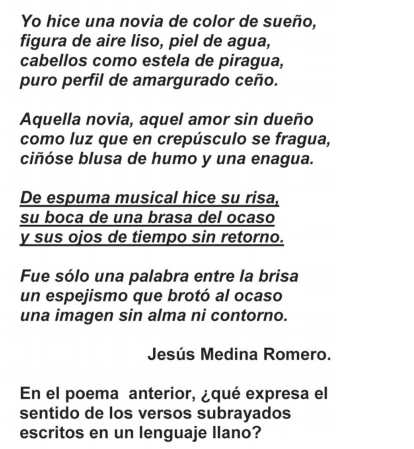 Yo hice una novia de color de sueño,
figura de aire liso, piel de agua,
cabellos como estela de piragua,
puro perfil de amargurado ceño.
Aquella novia, aquel amor sin dueño
como luz que en crepúsculo se fragua,
ciñóse blusa de humo y una enagua.
De espuma musical hice su risa,
su boca de una brasa del ocaso
y sus ojos de tiempo sin retorno.
Fue sólo una palabra entre la brisa
un espejismo que brotó al ocaso
una imagen sin alma ni contorno.
Jesús Medina Romero.
En el poema anterior, ¿qué expresa el
sentido de los versos subrayados
escritos en un lenguaje llano?